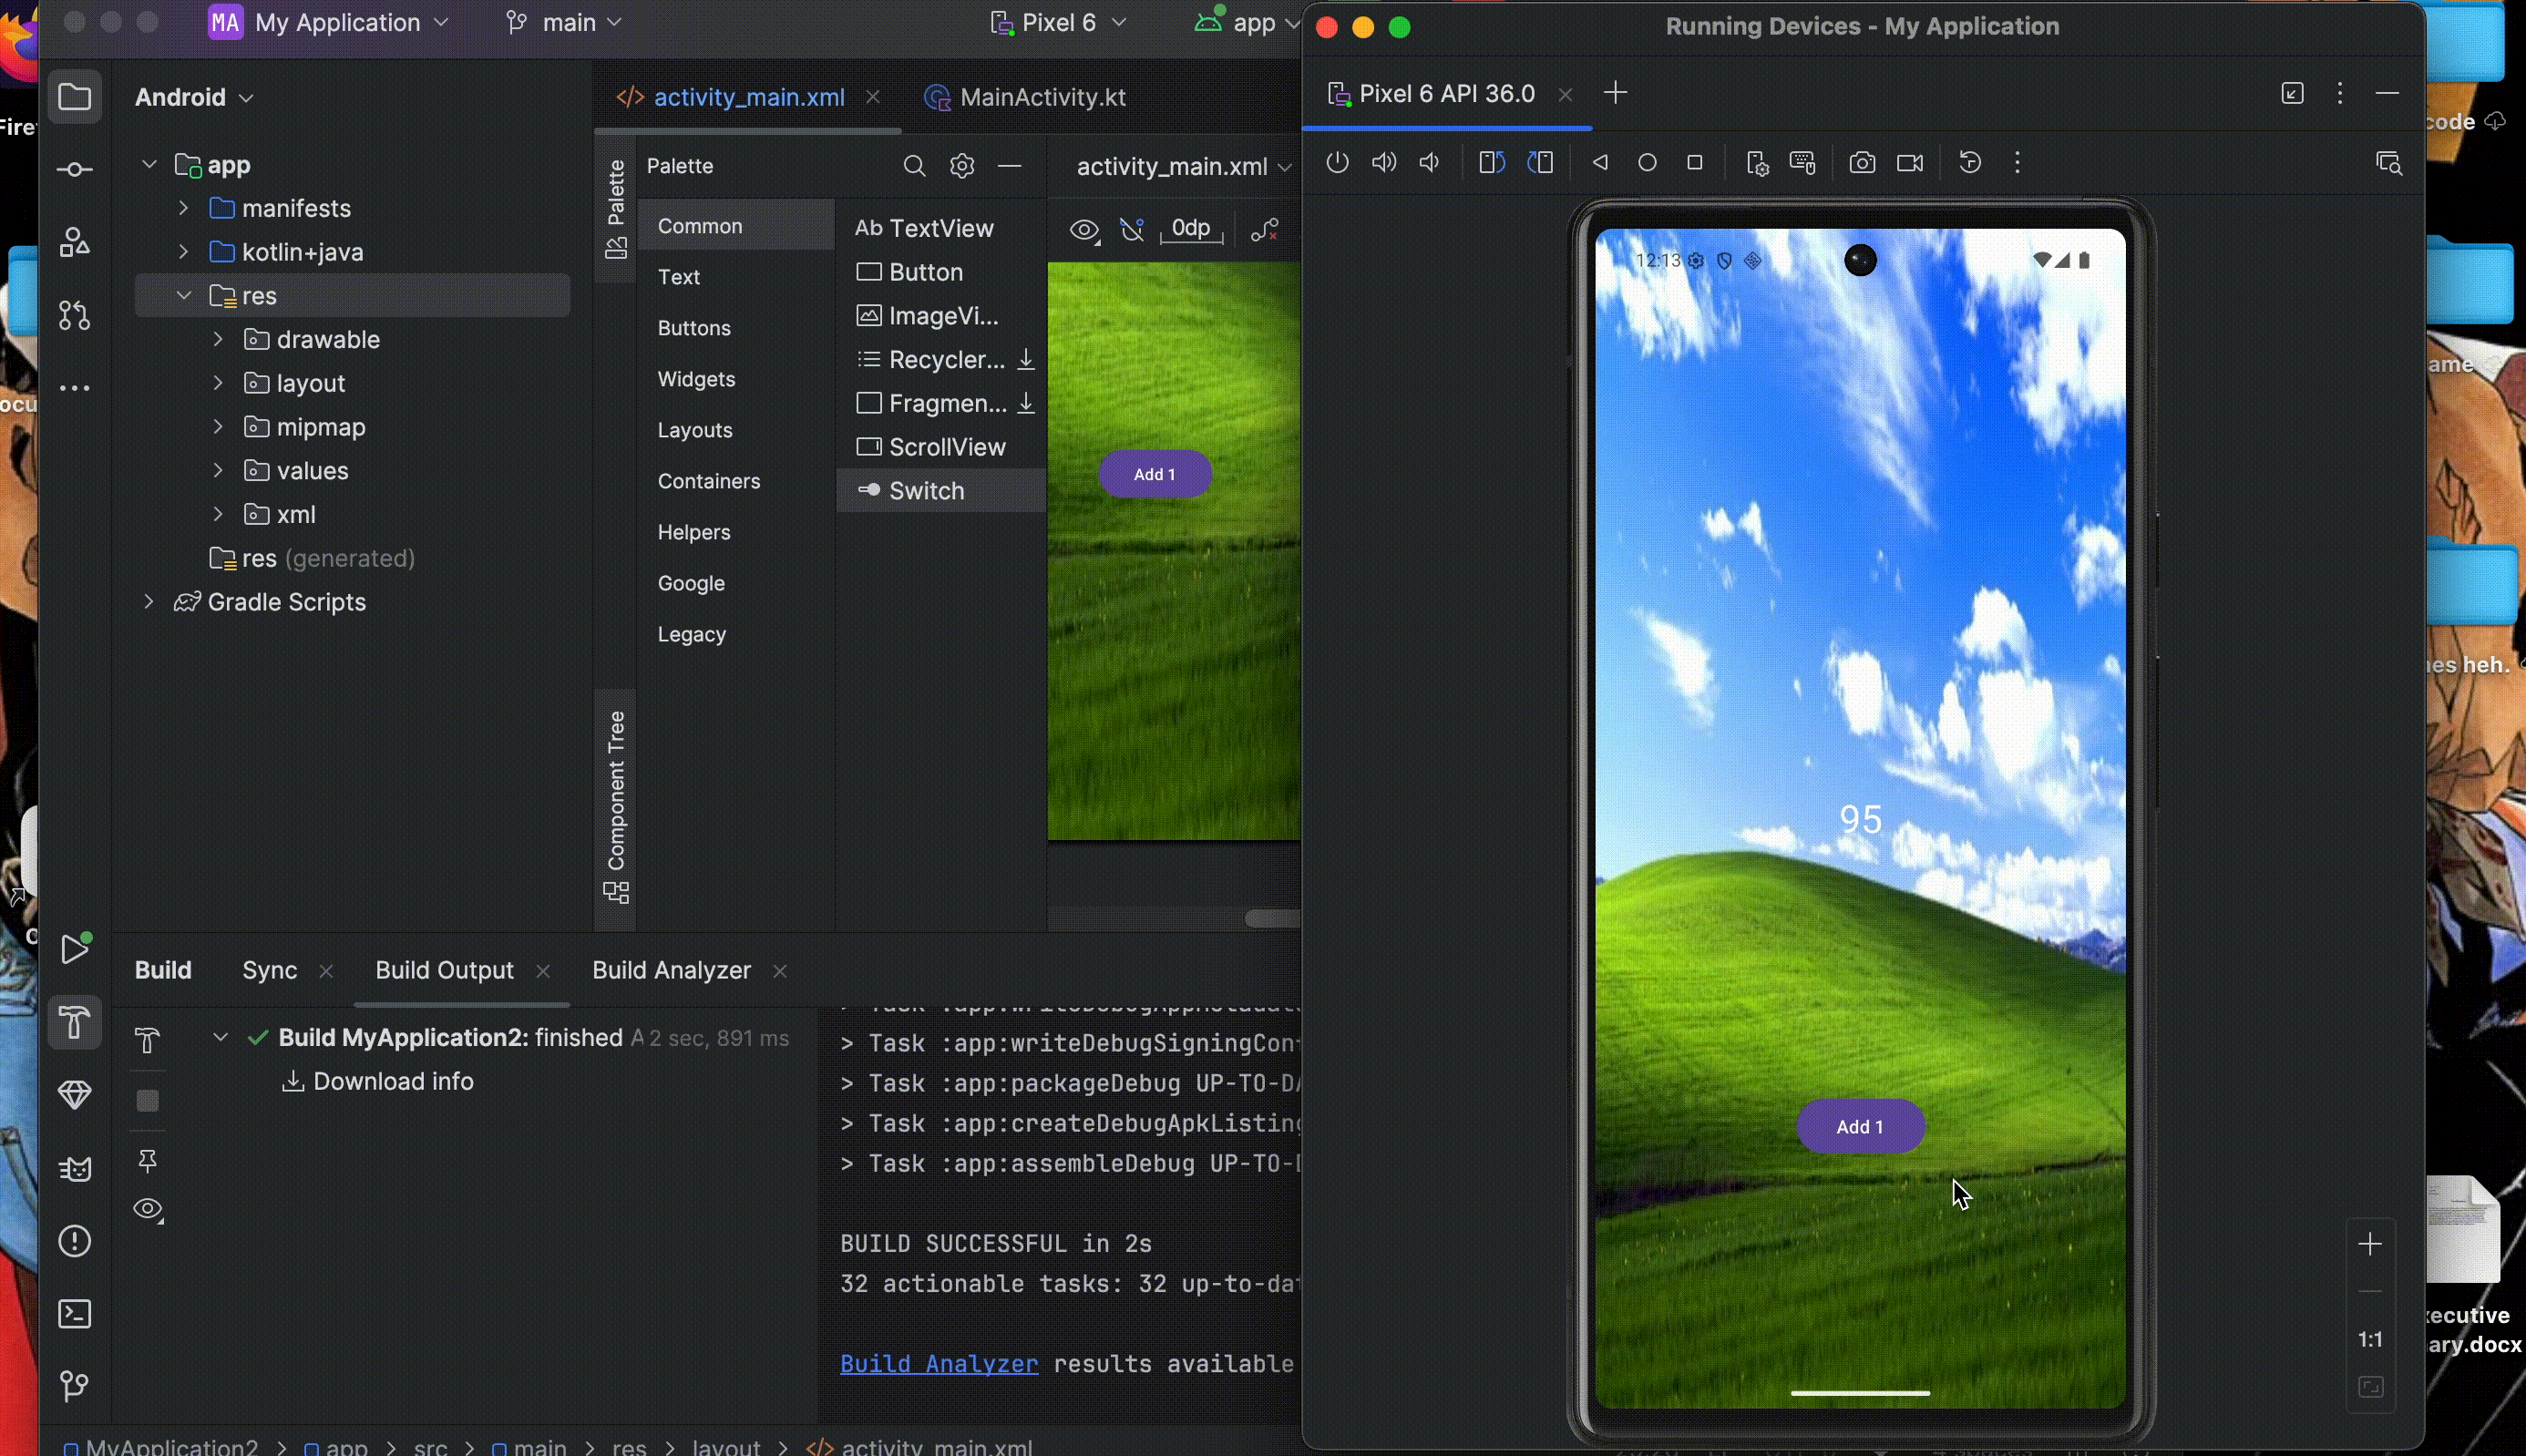 MA My Application
main
Pixel 6
app
Running Devices - My Application
Android
activity_main.xml
MainActivity.kt
Pixel 6 API 36.0
code
app
manifests
kotlin+java
res
drawable
layout
mipmap
values
xml
res (generated)
Gradle Scripts
Palette
Component Tree
Palette
Common
Text
Buttons
Widgets
Layouts
Containers
Helpers
Google
Legacy
Ab TextView
Button
ImageVi...
Recycler...
Fragmen...
ScrollView
Switch
activity_main.xml
0dp
Add 1
12:13
95
Add 1
1:1
heh.
ary.docx
Build
Sync
Build Output
Build Analyzer
Build MyApplication2: finished A 2 sec, 891 ms
Download info
> Task :app:writeDebugSigningCon
> Task :app:packageDebug UP-TO-DA
> Task :app:createDebugApkListing
> Task :app:assembleDebug UP-TO-
BUILD SUCCESSFUL in 2s
32 actionable tasks: 32 up-to-da
Build Analyzer results available
MyApplication2 > app > src > main > res > layout > activity_main.xml